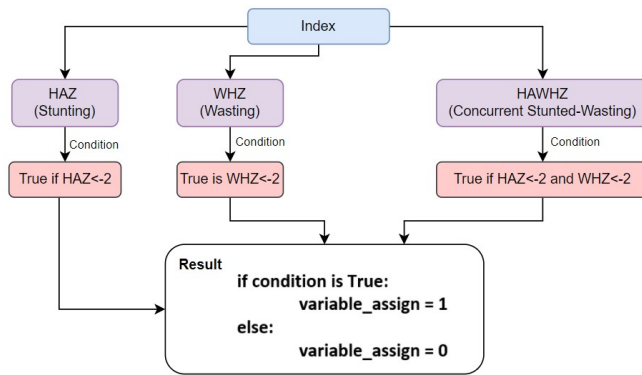 Index
HAZ
(Stunting)
WHZ
(Wasting)
HAWHZ
(Concurrent Stunted-Wasting)
Condition
Condition
Condition
True if HAZ<-2
True is WHZ<-2
True if HAZ<-2 and WHZ<-2
Result
if condition is True:
variable_assign = 1
else:
variable_assign = 0